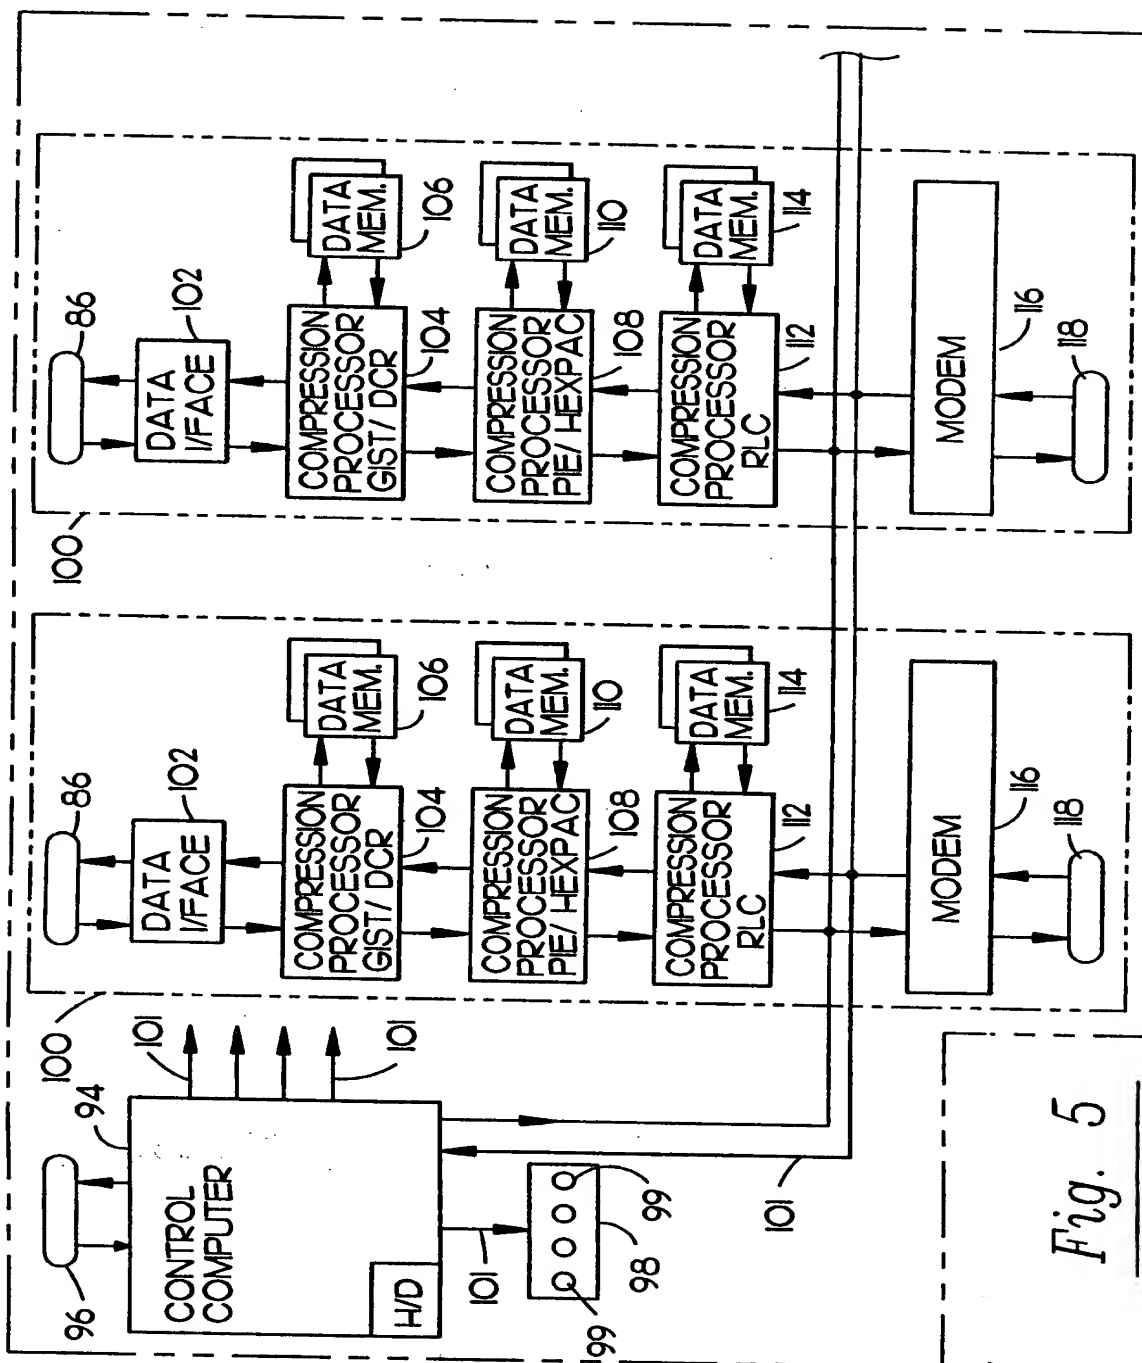 96
94
CONTROL
COMPUTER
H/D
101
101
101
101
99
99
98
100
86
102
DATA
I/FACE
COMPRESSION
PROCESSOR
GIST/ DCR
104
DATA
MEM.
106
COMPRESSION
PROCESSOR
PIE/ HEXPAC
108
DATA
MEM.
110
COMPRESSION
PROCESSOR
RLC
112
DATA
MEM.
114
MODEM
116
118
100
86
102
DATA
I/FACE
COMPRESSION
PROCESSOR
GIST/ DCR
104
DATA
MEM.
106
COMPRESSION
PROCESSOR
PIE/ HEXPAC
108
DATA
MEM.
110
COMPRESSION
PROCESSOR
RLC
112
DATA
MEM.
114
MODEM
116
118
Fig. 5